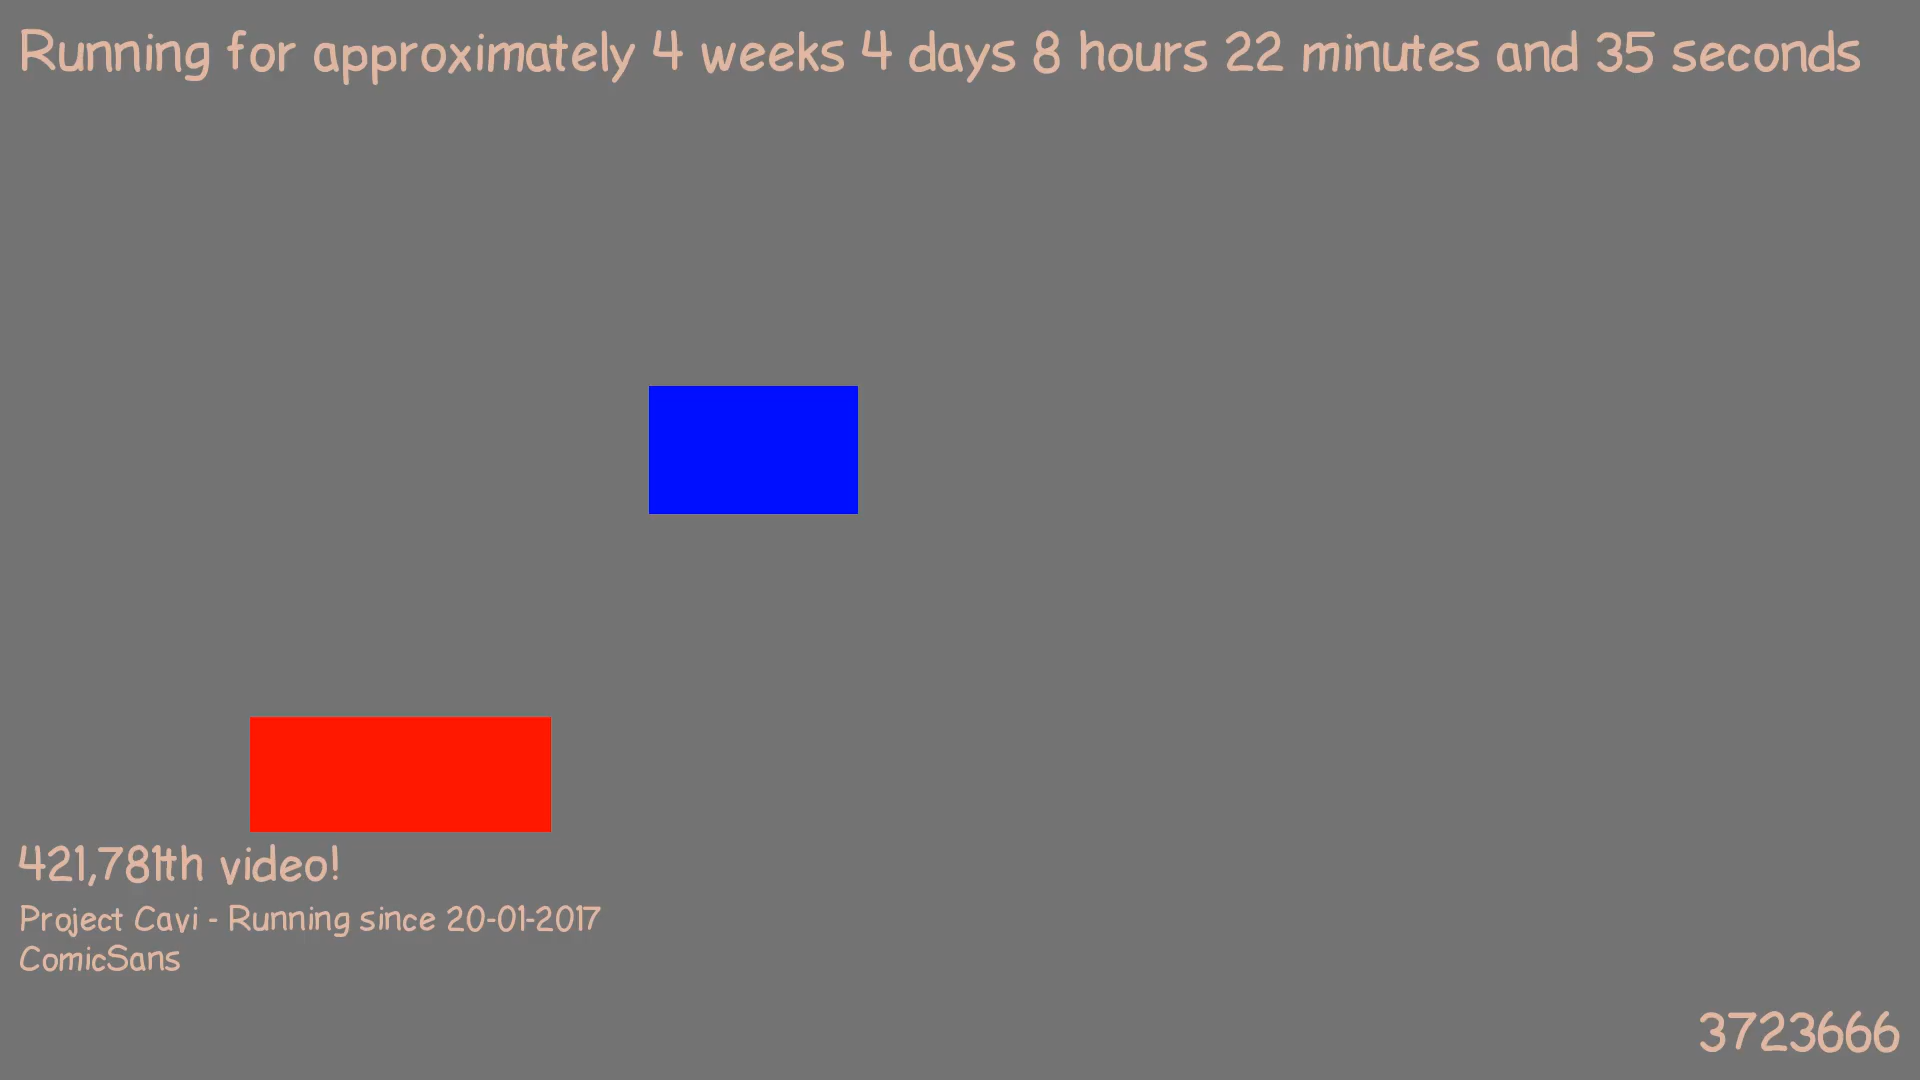 Running for approximately 4 weeks 4 days 8 hours 22 minutes and 35 seconds
421,781th video!
Project Cavi - Running since 20-01-2017
ComicSans
3723666